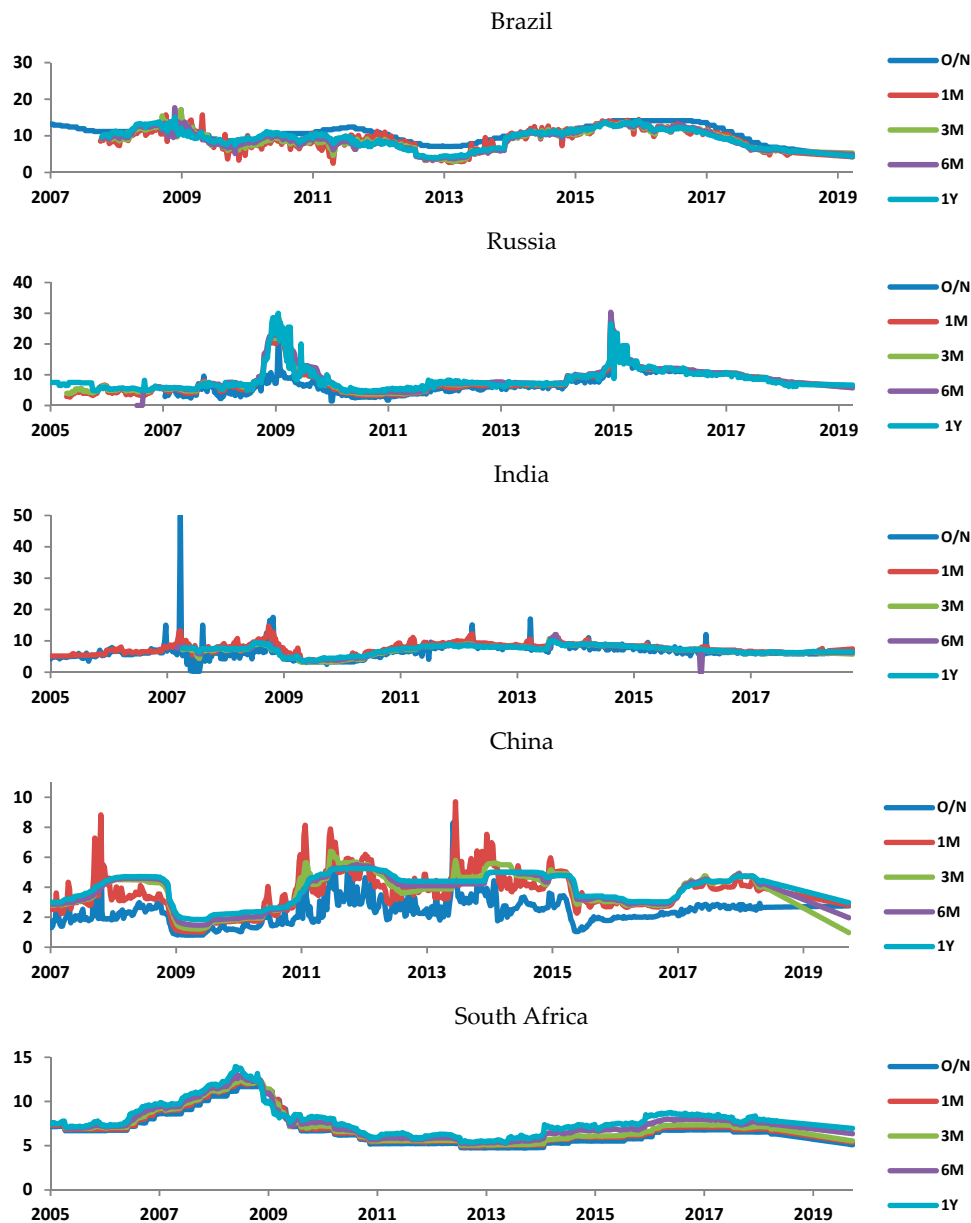 Brazil
30
20
10
0
2007 2009 2011 2013 2015 2017 2019
O/N
1M
3M
6M
1Y
Russia
40
30
20
10
0
2005 2007 2009 2011 2013 2015 2017 2019
O/N
1M
3M
6M
1Y
India
50
40
30
20
10
0
2005 2007 2009 2011 2013 2015 2017
O/N
1M
3M
6M
1Y
China
10
8
6
4
2
0
2007 2009 2011 2013 2015 2017 2019
O/N
1M
3M
6M
1Y
South Africa
15
10
5
0
2005 2007 2009 2011 2013 2015 2017 2019
O/N
1M
3M
6M
1Y